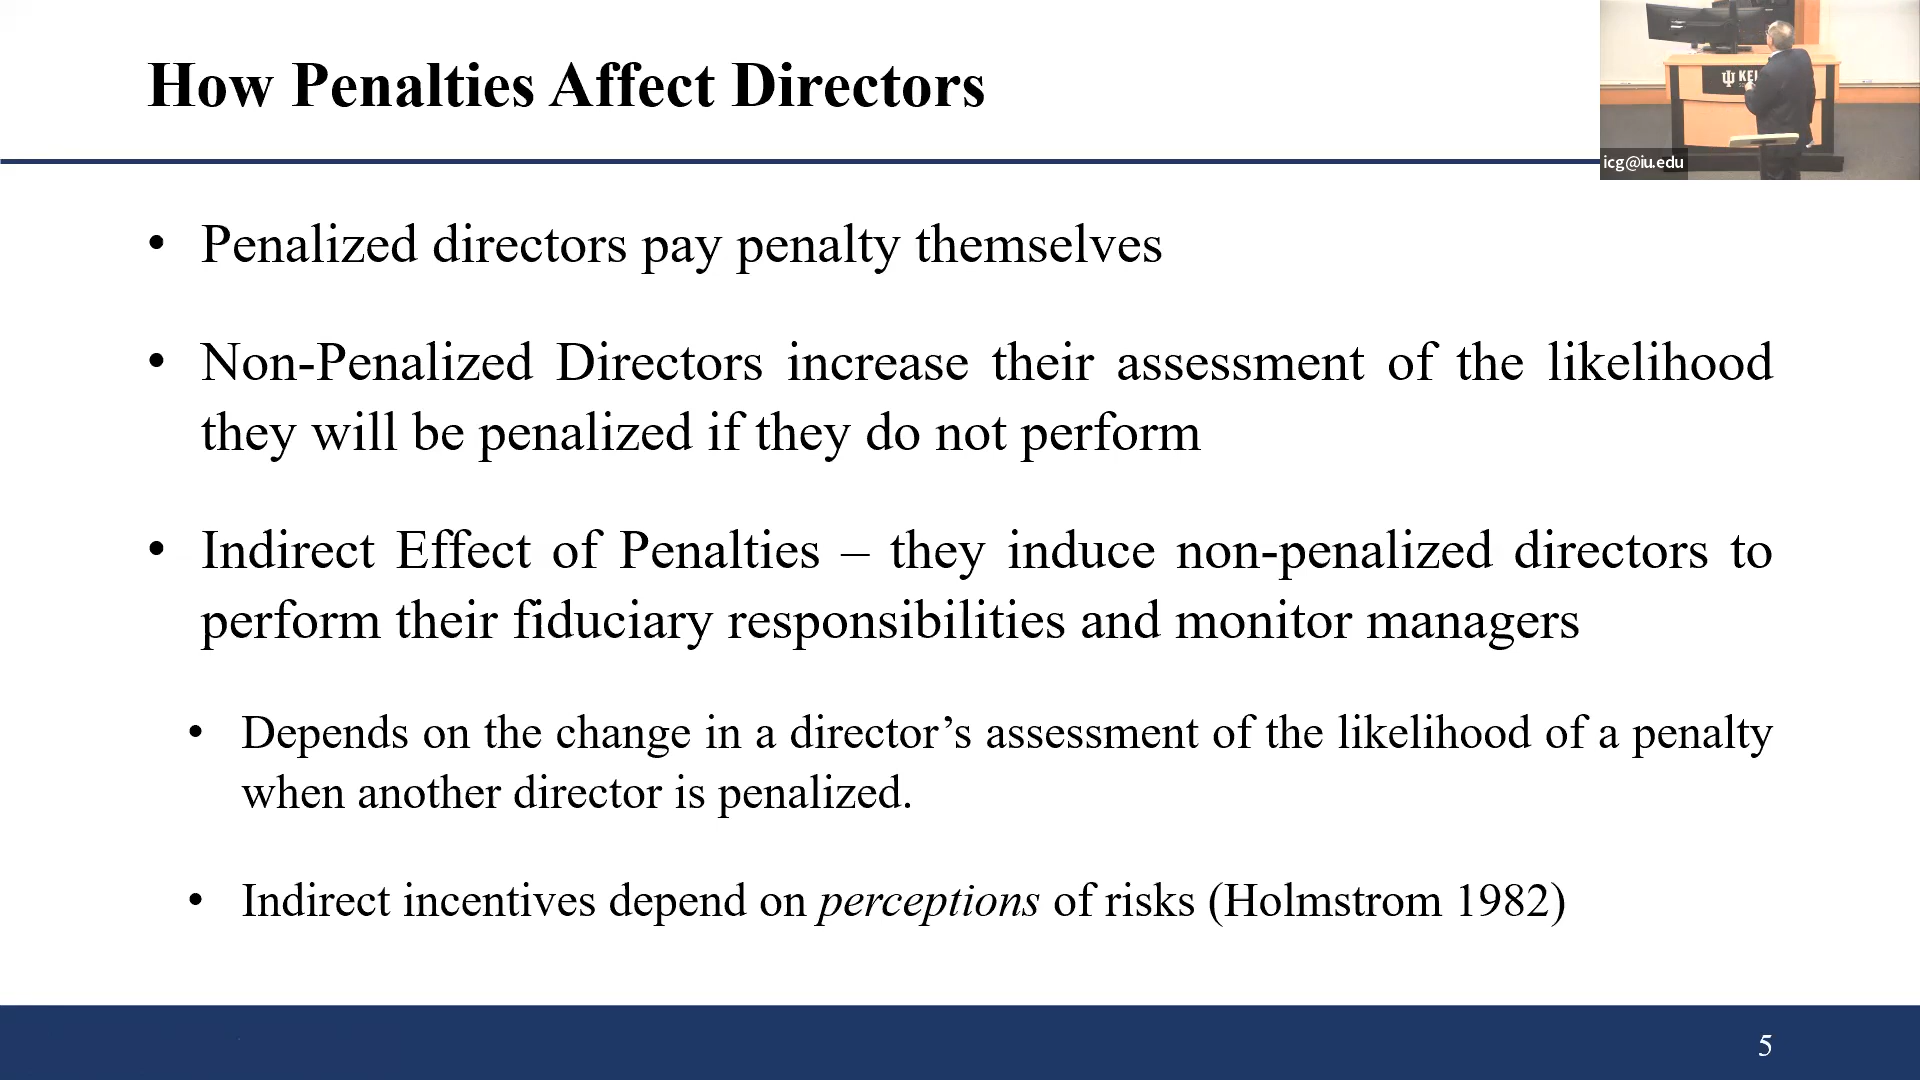 How Penalties Affect Directors
KEL
icg@iu.edu
• Penalized directors pay penalty themselves
• Non-Penalized Directors increase their assessment of the likelihood
they will be penalized if they do not perform
• Indirect Effect of Penalties – they induce non-penalized directors to
perform their fiduciary responsibilities and monitor managers
• Depends on the change in a director’s assessment of the likelihood of a penalty
when another director is penalized.
• Indirect incentives depend on perceptions of risks (Holmstrom 1982)
5